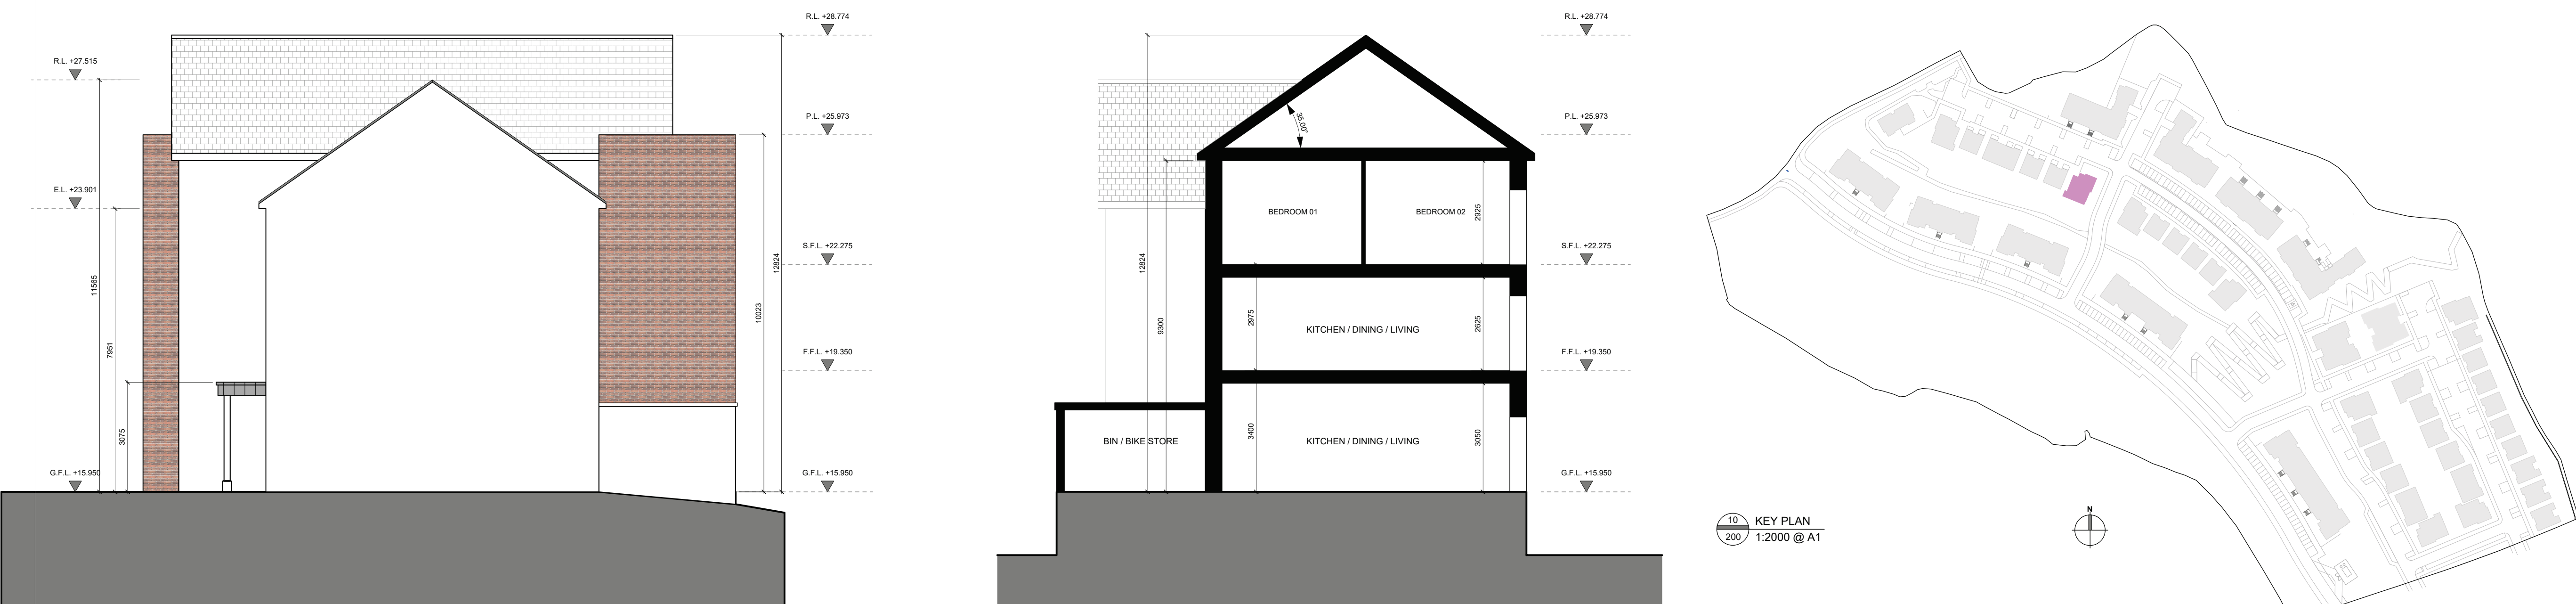 R.L. +28.774
R.L. +27.515
P.L. +25.973
E.L. +23.901
S.F.L. +22.275
F.F.L. +19.350
G.F.L. +15.950
G.F.L. +15.950
11565
7951
3075
10023
12824
R.L. +28.774
P.L. +25.973
S.F.L. +22.275
F.F.L. +19.350
G.F.L. +15.950
35.00°
BEDROOM 01
BEDROOM 02
2925
12824
9300
2975
KITCHEN / DINING / LIVING
2625
BIN / BIKE STORE
3400
KITCHEN / DINING / LIVING
3050
10
200
KEY PLAN
1:2000 @ A1
N